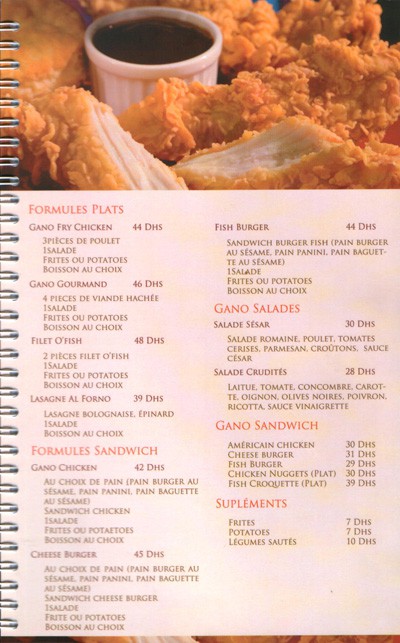 Formules Plats
Gano Fry Chicken 44 Dhs
3pièces de poulet
1Salade
Frites ou potatoes
Boisson au choix
Gano Gourmand 46 Dhs
4 pieces de viande hachée
1Salade
Frites ou potatoes
Boisson au choix
Filet O'fish 48 Dhs
2 pièces filet o'fish
1Salade
Frites ou potatoes
Boisson au choix
Lasagne Al Forno 39 Dhs
Lasagne bolognaise, épinard
1Salade
Boisson au choix
Formules Sandwich
Gano Chicken 42 Dhs
Au choix de pain (pain burger au
sésame, pain panini, pain baguette
au sésame)
Sandwich chicken
1Salade
Frites ou potaetoes
Boisson au choix
Cheese Burger 45 Dhs
Au choix de pain (pain burger au
sésame, pain panini, pain baguette
au sésame)
Sandwich cheese burger
1Salade
Frite ou potatoes
Boisson au choix
Fish Burger 44 Dhs
Sandwich burger fish (pain burger
au sésame, pain panini, pain baguet-
te au sésame)
1Salade
Frites ou potatoes
Boisson au choix
Gano Salades
Salade Sésar 30 Dhs
Salade romaine, poulet, tomates
cerises, parmesan, croûtons, sauce
césar
Salade Crudités 28 Dhs
Laitue, tomate, concombre, carot-
te, oignon, olives noires, poivron,
ricotta, sauce vinaigrette
Gano Sandwich
Américain chicken 30 Dhs
Cheese burger 31 Dhs
Fish Burger 29 Dhs
Chicken Nuggets (Plat) 30 Dhs
Fish Croquette (Plat) 39 Dhs
Supléments
Frites 7 Dhs
Potatoes 7 Dhs
Légumes sautés 10 Dhs